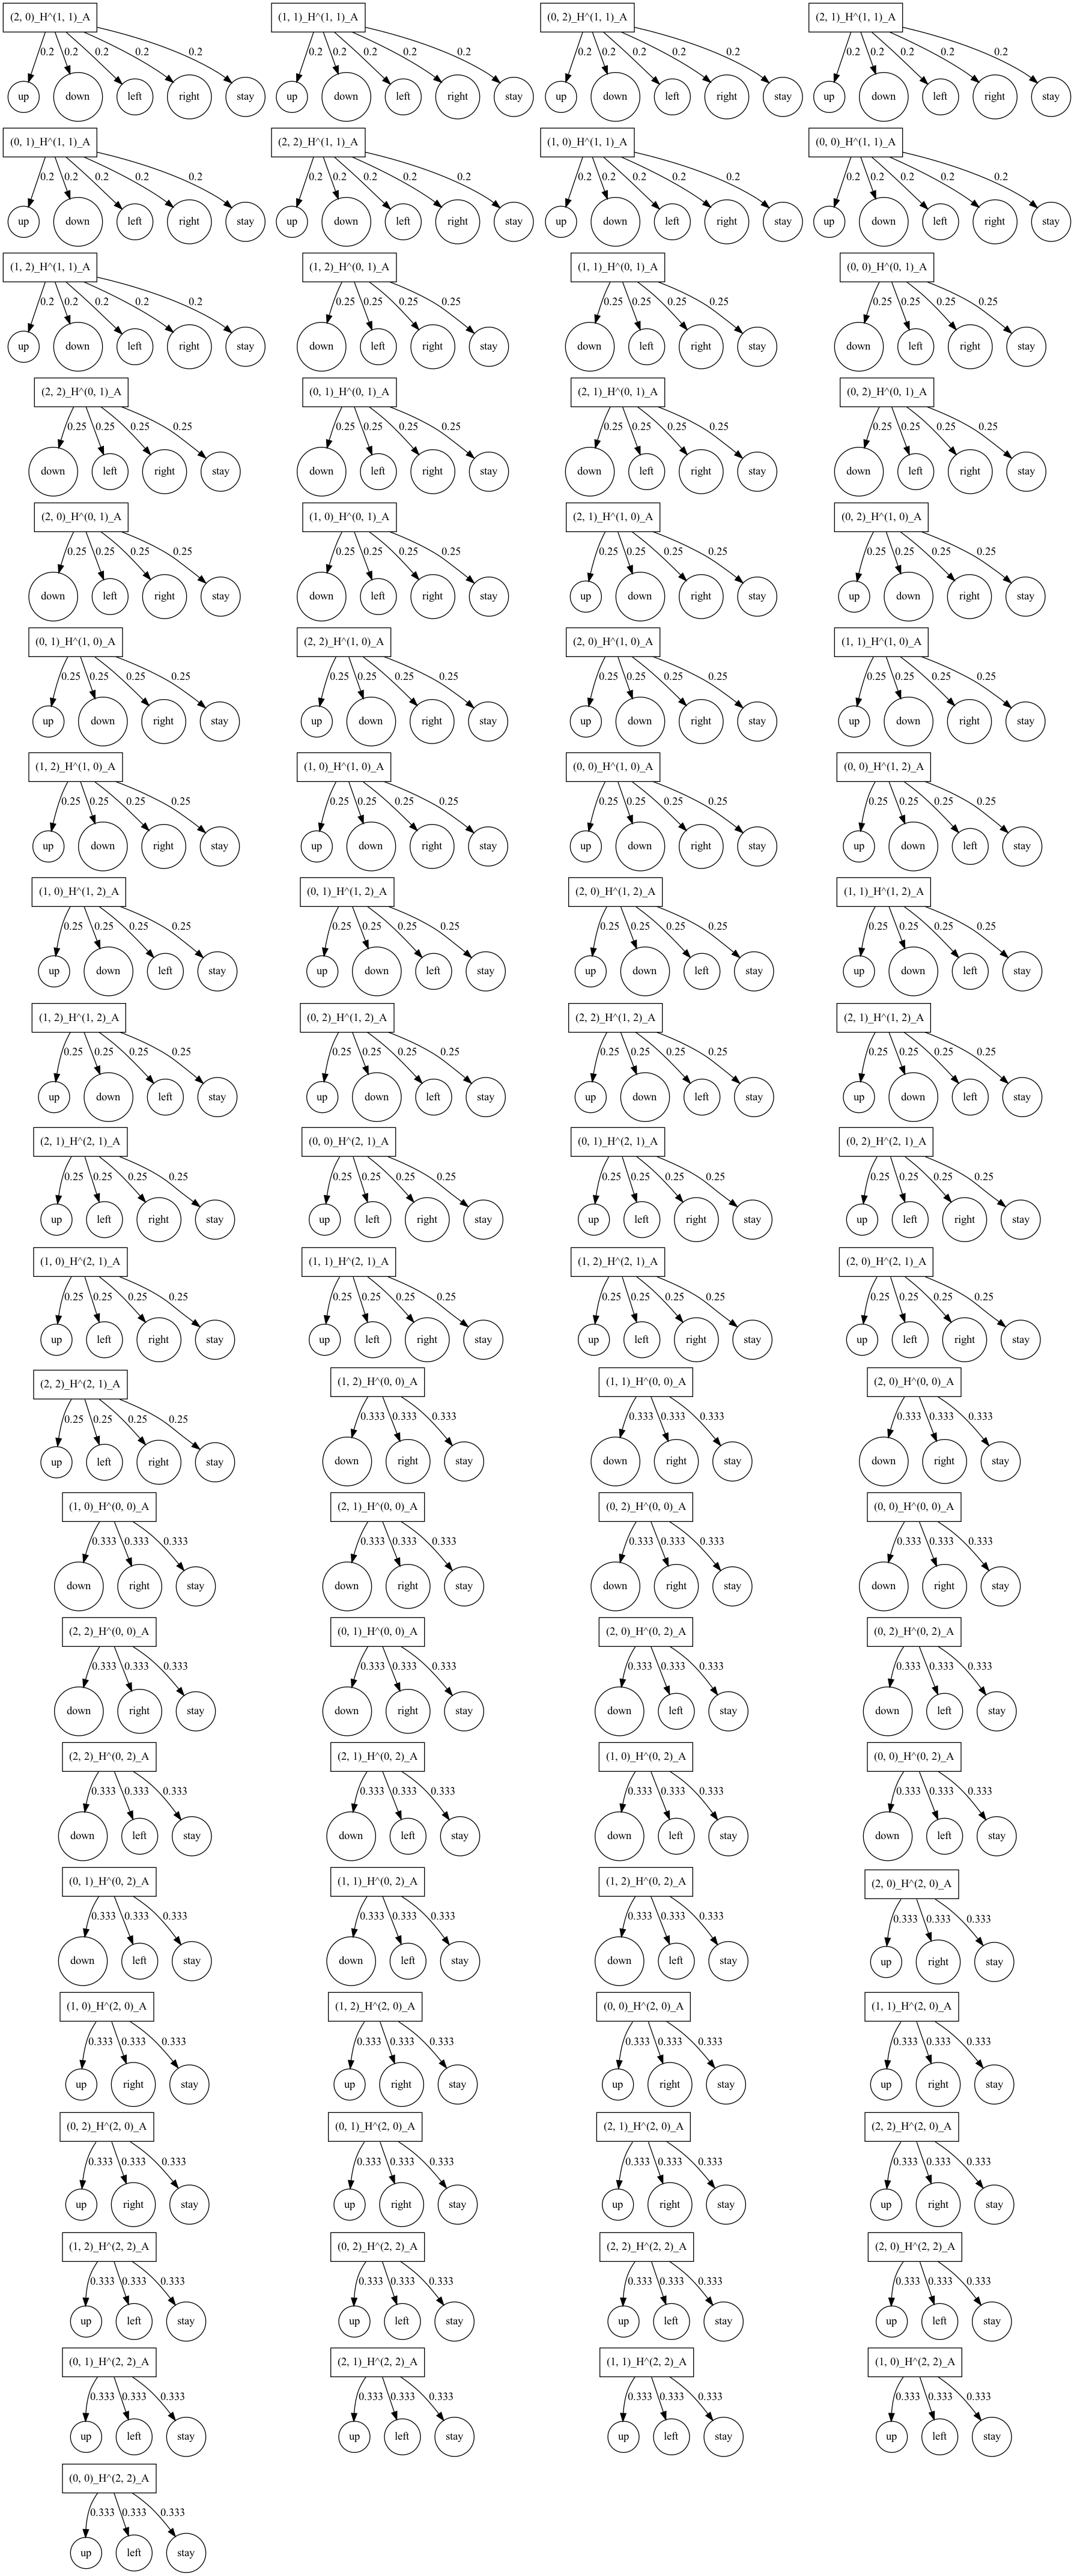 (2, 0)_H^(1, 1)_A (1, 1)_H^(1, 1)_A (0, 2)_H^(1, 1)_A (2, 1)_H^(1, 1)_A
0.2 0.2 0.2 0.2 0.2 0.2 0.2 0.2 0.2 0.2 0.2 0.2 0.2 0.2 0.2 0.2 0.2 0.2 0.2 0.2
up down left right stay up down left right stay up down left right stay up down left right stay
(0, 1)_H^(1, 1)_A (2, 2)_H^(1, 1)_A (1, 0)_H^(1, 1)_A (0, 0)_H^(1, 1)_A
0.2 0.2 0.2 0.2 0.2 0.2 0.2 0.2 0.2 0.2 0.2 0.2 0.2 0.2 0.2 0.2 0.2 0.2 0.2 0.2
up down left right stay up down left right stay up down left right stay up down left right stay
(1, 2)_H^(1, 1)_A (1, 2)_H^(0, 1)_A (1, 1)_H^(0, 1)_A (0, 0)_H^(0, 1)_A
0.2 0.2 0.2 0.2 0.2 0.25 0.25 0.25 0.25 0.25 0.25 0.25 0.25 0.25 0.25 0.25 0.25
up down left right stay down left right stay down left right stay down left right stay
(2, 2)_H^(0, 1)_A (0, 1)_H^(0, 1)_A (2, 1)_H^(0, 1)_A (0, 2)_H^(0, 1)_A
0.25 0.25 0.25 0.25 0.25 0.25 0.25 0.25 0.25 0.25 0.25 0.25 0.25 0.25 0.25 0.25
down left right stay down left right stay down left right stay down left right stay
(2, 0)_H^(0, 1)_A (1, 0)_H^(0, 1)_A (2, 1)_H^(1, 0)_A (0, 2)_H^(1, 0)_A
0.25 0.25 0.25 0.25 0.25 0.25 0.25 0.25 0.25 0.25 0.25 0.25 0.25 0.25 0.25 0.25
down left right stay down left right stay up down right stay up down right stay
(0, 1)_H^(1, 0)_A (2, 2)_H^(1, 0)_A (2, 0)_H^(1, 0)_A (1, 1)_H^(1, 0)_A
0.25 0.25 0.25 0.25 0.25 0.25 0.25 0.25 0.25 0.25 0.25 0.25 0.25 0.25 0.25 0.25
up down right stay up down right stay up down right stay up down right stay
(1, 2)_H^(1, 0)_A (1, 0)_H^(1, 0)_A (0, 0)_H^(1, 0)_A (0, 0)_H^(1, 2)_A
0.25 0.25 0.25 0.25 0.25 0.25 0.25 0.25 0.25 0.25 0.25 0.25 0.25 0.25 0.25 0.25
up down right stay up down right stay up down right stay up down left stay
(1, 0)_H^(1, 2)_A (0, 1)_H^(1, 2)_A (2, 0)_H^(1, 2)_A (1, 1)_H^(1, 2)_A
0.25 0.25 0.25 0.25 0.25 0.25 0.25 0.25 0.25 0.25 0.25 0.25 0.25 0.25 0.25 0.25
up down left stay up down left stay up down left stay up down left stay
(1, 2)_H^(1, 2)_A (0, 2)_H^(1, 2)_A (2, 2)_H^(1, 2)_A (2, 1)_H^(1, 2)_A
0.25 0.25 0.25 0.25 0.25 0.25 0.25 0.25 0.25 0.25 0.25 0.25 0.25 0.25 0.25 0.25
up down left stay up down left stay up down left stay up down left stay
(2, 1)_H^(2, 1)_A (0, 0)_H^(2, 1)_A (0, 1)_H^(2, 1)_A (0, 2)_H^(2, 1)_A
0.25 0.25 0.25 0.25 0.25 0.25 0.25 0.25 0.25 0.25 0.25 0.25 0.25 0.25 0.25 0.25
up left right stay up left right stay up left right stay up left right stay
(1, 0)_H^(2, 1)_A (1, 1)_H^(2, 1)_A (1, 2)_H^(2, 1)_A (2, 0)_H^(2, 1)_A
0.25 0.25 0.25 0.25 0.25 0.25 0.25 0.25 0.25 0.25 0.25 0.25 0.25 0.25 0.25 0.25
up left right stay up left right stay up left right stay up left right stay
(2, 2)_H^(2, 1)_A (1, 2)_H^(0, 0)_A (1, 1)_H^(0, 0)_A (2, 0)_H^(0, 0)_A
0.25 0.25 0.25 0.25 0.333 0.333 0.333 0.333 0.333 0.333 0.333 0.333 0.333
up left right stay down right stay down right stay down right stay
(1, 0)_H^(0, 0)_A (2, 1)_H^(0, 0)_A (0, 2)_H^(0, 0)_A (0, 0)_H^(0, 0)_A
0.333 0.333 0.333 0.333 0.333 0.333 0.333 0.333 0.333 0.333 0.333 0.333
down right stay down right stay down right stay down right stay
(2, 2)_H^(0, 0)_A (0, 1)_H^(0, 0)_A (2, 0)_H^(0, 2)_A (0, 2)_H^(0, 2)_A
0.333 0.333 0.333 0.333 0.333 0.333 0.333 0.333 0.333 0.333 0.333 0.333
down right stay down right stay down left stay down left stay
(2, 2)_H^(0, 2)_A (2, 1)_H^(0, 2)_A (1, 0)_H^(0, 2)_A (0, 0)_H^(0, 2)_A
0.333 0.333 0.333 0.333 0.333 0.333 0.333 0.333 0.333 0.333 0.333 0.333
down left stay down left stay down left stay down left stay
(0, 1)_H^(0, 2)_A (1, 1)_H^(0, 2)_A (1, 2)_H^(0, 2)_A (2, 0)_H^(2, 0)_A
0.333 0.333 0.333 0.333 0.333 0.333 0.333 0.333 0.333 0.333 0.333 0.333
down left stay down left stay down left stay up right stay
(1, 0)_H^(2, 0)_A (1, 2)_H^(2, 0)_A (0, 0)_H^(2, 0)_A (1, 1)_H^(2, 0)_A
0.333 0.333 0.333 0.333 0.333 0.333 0.333 0.333 0.333 0.333 0.333 0.333
up right stay up right stay up right stay up right stay
(0, 2)_H^(2, 0)_A (0, 1)_H^(2, 0)_A (2, 1)_H^(2, 0)_A (2, 2)_H^(2, 0)_A
0.333 0.333 0.333 0.333 0.333 0.333 0.333 0.333 0.333 0.333 0.333 0.333
up right stay up right stay up right stay up right stay
(1, 2)_H^(2, 2)_A (0, 2)_H^(2, 2)_A (2, 2)_H^(2, 2)_A (2, 0)_H^(2, 2)_A
0.333 0.333 0.333 0.333 0.333 0.333 0.333 0.333 0.333 0.333 0.333 0.333
up left stay up left stay up left stay up left stay
(0, 1)_H^(2, 2)_A (2, 1)_H^(2, 2)_A (1, 1)_H^(2, 2)_A (1, 0)_H^(2, 2)_A
0.333 0.333 0.333 0.333 0.333 0.333 0.333 0.333 0.333 0.333 0.333 0.333
up left stay up left stay up left stay up left stay
(0, 0)_H^(2, 2)_A
0.333 0.333 0.333
up left stay